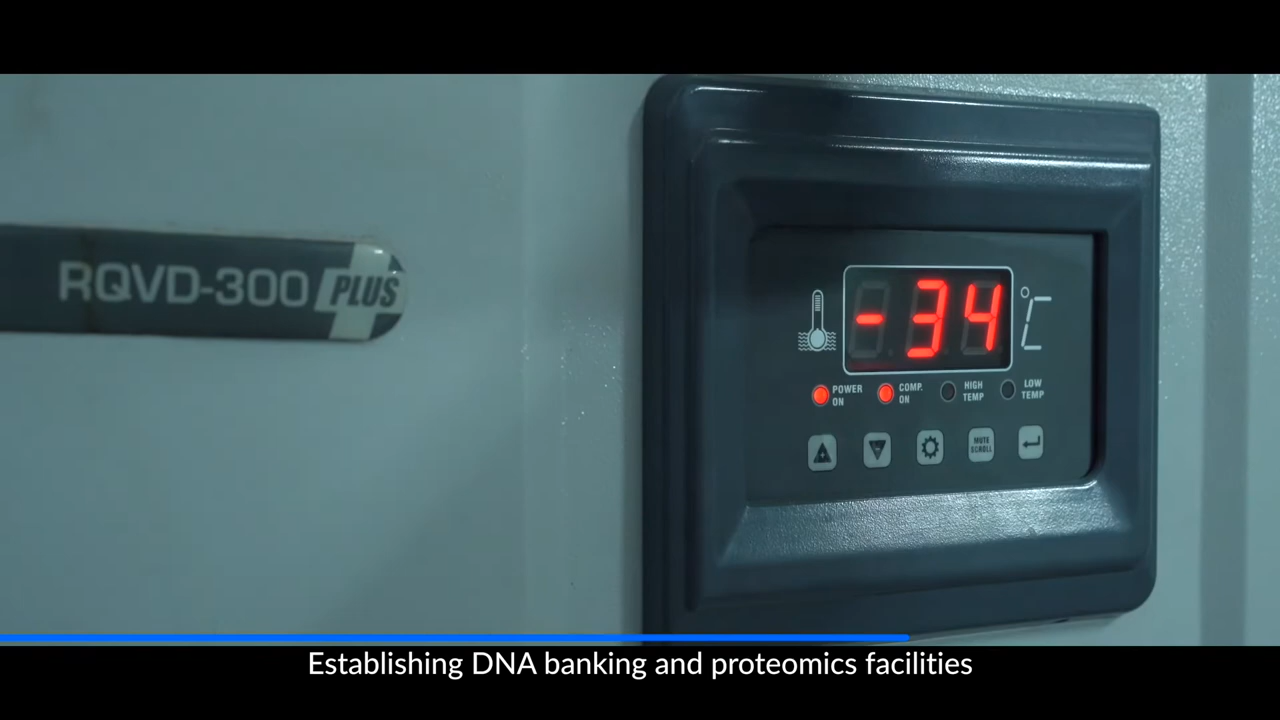 RQVD-300 PLUS
-34 °C
POWER ON
COMP. ON
HIGH TEMP
LOW TEMP
MUTE SCROLL
Establishing DNA banking and proteomics facilities